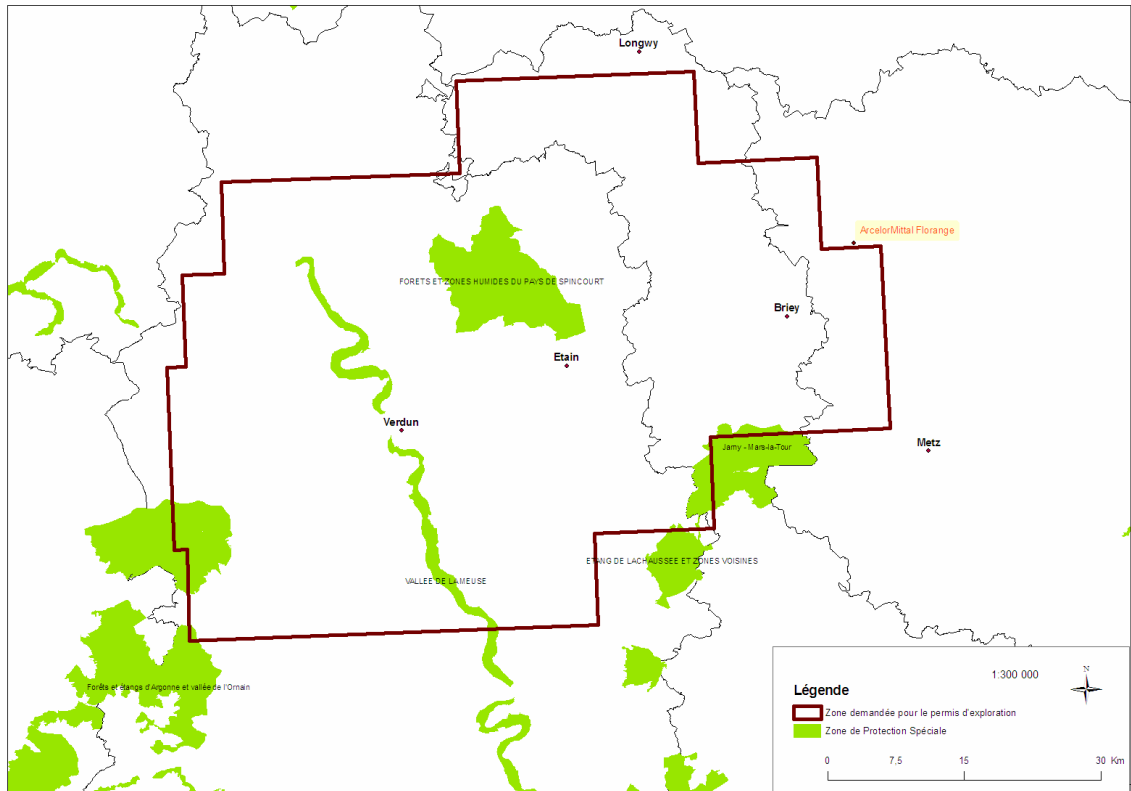 Longwy
ArcelorMittal Florange
FORETS ET ZONES HUMIDES DU PAYS DE SPINCOURT
Briey
Etain
Verdun
Metz
Jarny - Mars-la-Tour
ETANG DE LACHAUSSEE ET ZONES VOISINES
VALLEE DE LA MEUSE
Forêts et étangs d'Argonne et vallée de l'Ornain
1:300 000
N
Légende
Zone demandée pour le permis d'exploration
Zone de Protection Spéciale
0 7.5 15 30 Km